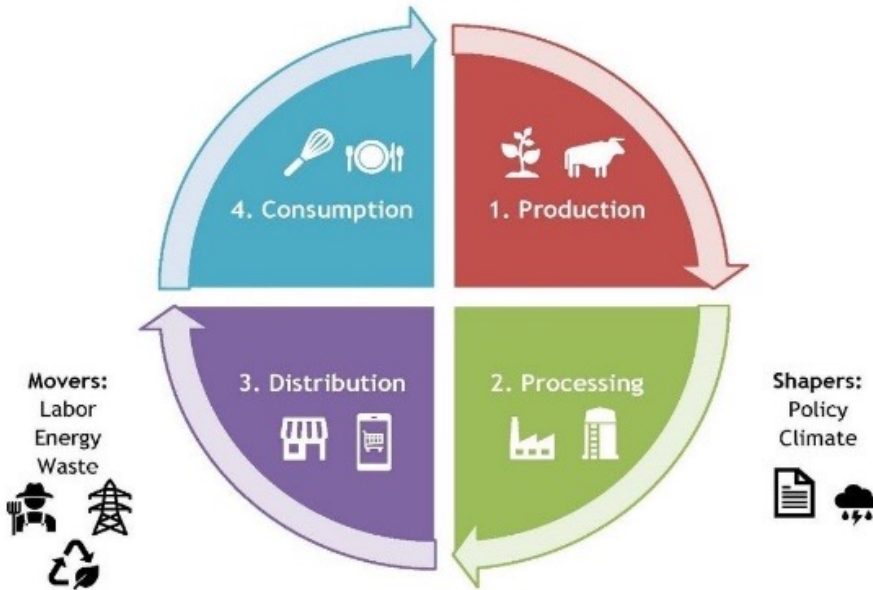 4. Consumption
1. Production
3. Distribution
2. Processing
Movers:
Labor
Energy
Waste
Shapers:
Policy
Climate